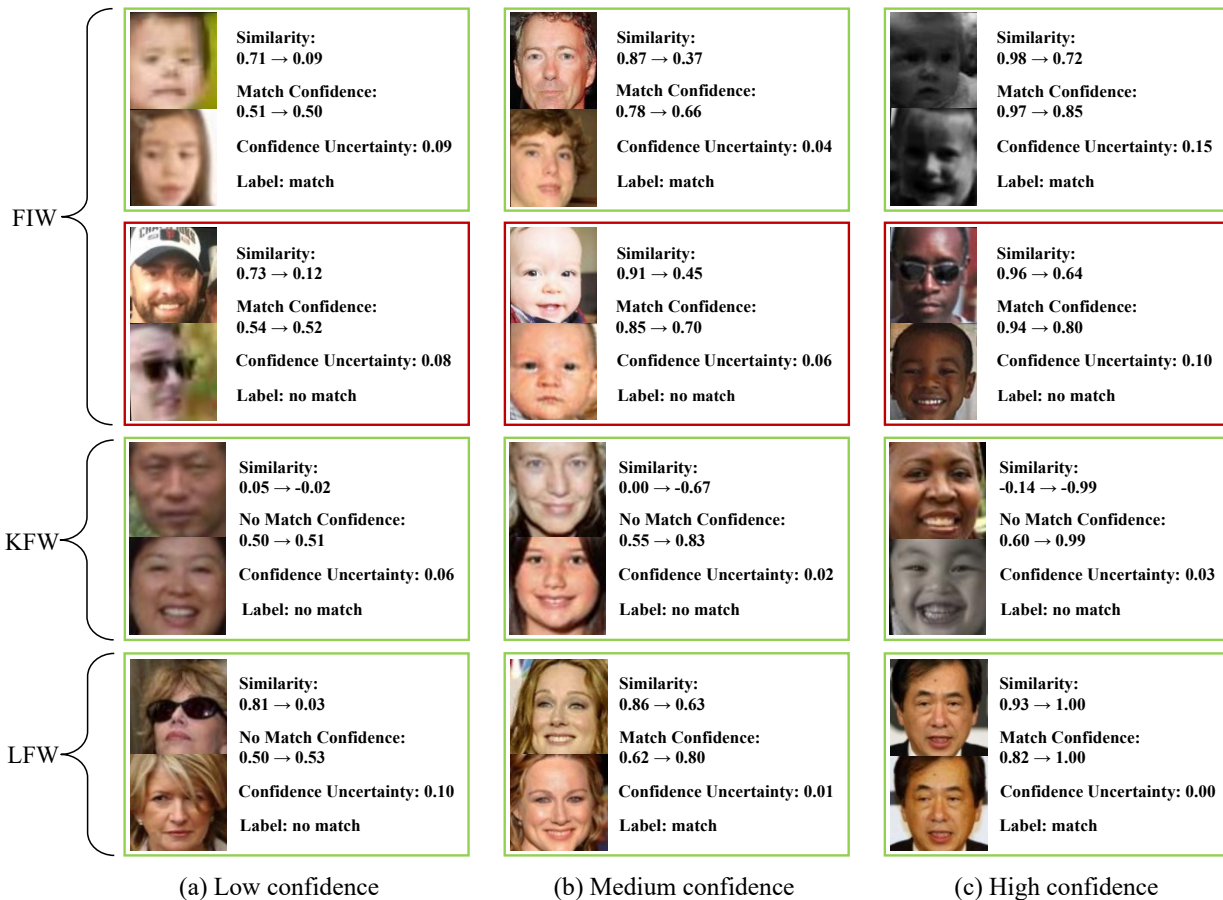 FIW
Similarity:
0.71 → 0.09
Match Confidence:
0.51 → 0.50
Confidence Uncertainty: 0.09
Label: match
Similarity:
0.87 → 0.37
Match Confidence:
0.78 → 0.66
Confidence Uncertainty: 0.04
Label: match
Similarity:
0.98 → 0.72
Match Confidence:
0.97 → 0.85
Confidence Uncertainty: 0.15
Label: match
Similarity:
0.73 → 0.12
Match Confidence:
0.54 → 0.52
Confidence Uncertainty: 0.08
Label: no match
Similarity:
0.91 → 0.45
Match Confidence:
0.85 → 0.70
Confidence Uncertainty: 0.06
Label: no match
Similarity:
0.96 → 0.64
Match Confidence:
0.94 → 0.80
Confidence Uncertainty: 0.10
Label: no match
KFW
Similarity:
0.05 → -0.02
No Match Confidence:
0.50 → 0.51
Confidence Uncertainty: 0.06
Label: no match
Similarity:
0.00 → -0.67
No Match Confidence:
0.55 → 0.83
Confidence Uncertainty: 0.02
Label: no match
Similarity:
-0.14 → -0.99
No Match Confidence:
0.60 → 0.99
Confidence Uncertainty: 0.03
Label: no match
LFW
Similarity:
0.81 → 0.03
No Match Confidence:
0.50 → 0.53
Confidence Uncertainty: 0.10
Label: no match
Similarity:
0.86 → 0.63
Match Confidence:
0.62 → 0.80
Confidence Uncertainty: 0.01
Label: match
Similarity:
0.93 → 1.00
Match Confidence:
0.82 → 1.00
Confidence Uncertainty: 0.00
Label: match
(a) Low confidence
(b) Medium confidence
(c) High confidence